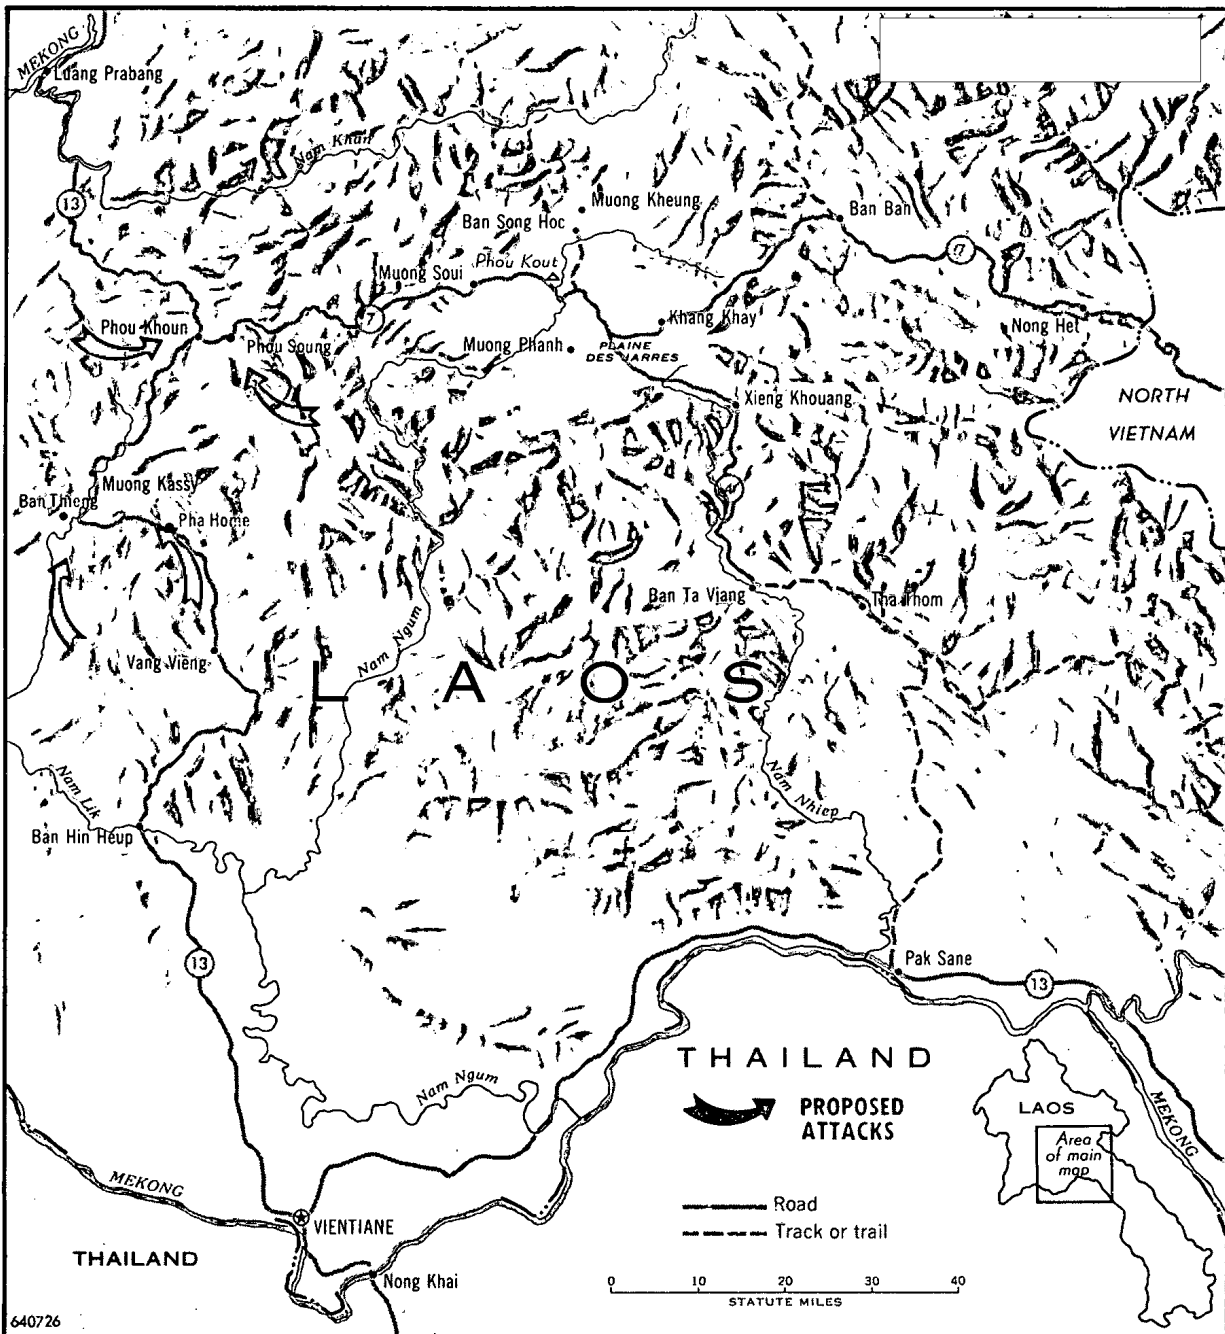 MEKONG
Luang Prabang
Nam Khan
13
Muong Kheung
Ban Ban
Ban Song Hoc
7
Phou Kout
Muong Soui
Phou Khoun
7
Khang Khay
Nong Het
Phou Soung
Muong Phanh
PLAINE
DES JARRES
NORTH
VIETNAM
Xieng Khouang
Muong Kassy
Ban Thieng
Pha Home
4
Ban Ta Viang
Tha Thom
Nam Ngum
Vang Vieng
LAOS
Nam Lik
Nam Nhiep
Ban Hin Heup
13
Pak Sane
13
THAILAND
Nam Ngum
PROPOSED
ATTACKS
LAOS
MEKONG
Area
of main
map
MEKONG
Road
VIENTIANE
Track or trail
THAILAND
Nong Khai
0 10 20 30 40
STATUTE MILES
640726